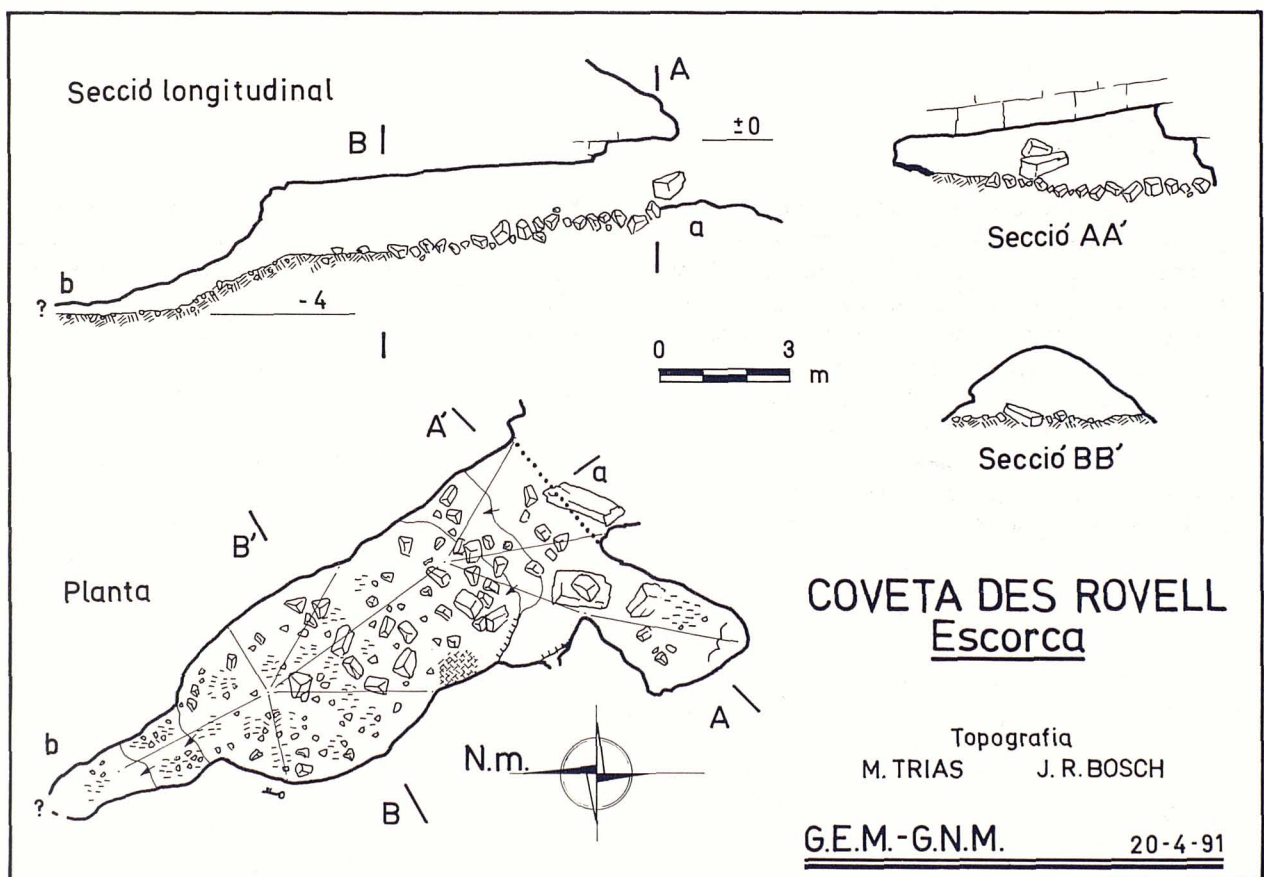 Secció longitudinal
A
B
±0
a
b
?
-4
Secció AA'
0 3
m
Secció BB'
A'
a
B'
Planta
b
?
A
B
N.m.
COVETA DES ROVELL
Escorca
Topografia
M. TRIAS J. R. BOSCH
G.E.M.-G.N.M. 20-4-91